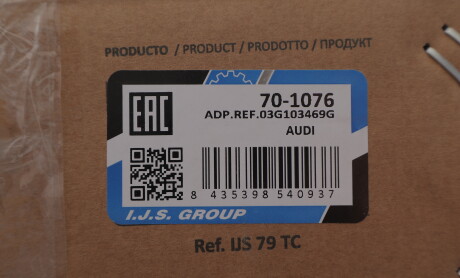 PRODUCTO / PRODUCT / PRODOTTO / ПРОДУКТ
EAC
70-1076
ADP.REF.03G103469G
AUDI
8 435398 540937
I.J.S. GROUP
Ref. IJS 79 TC